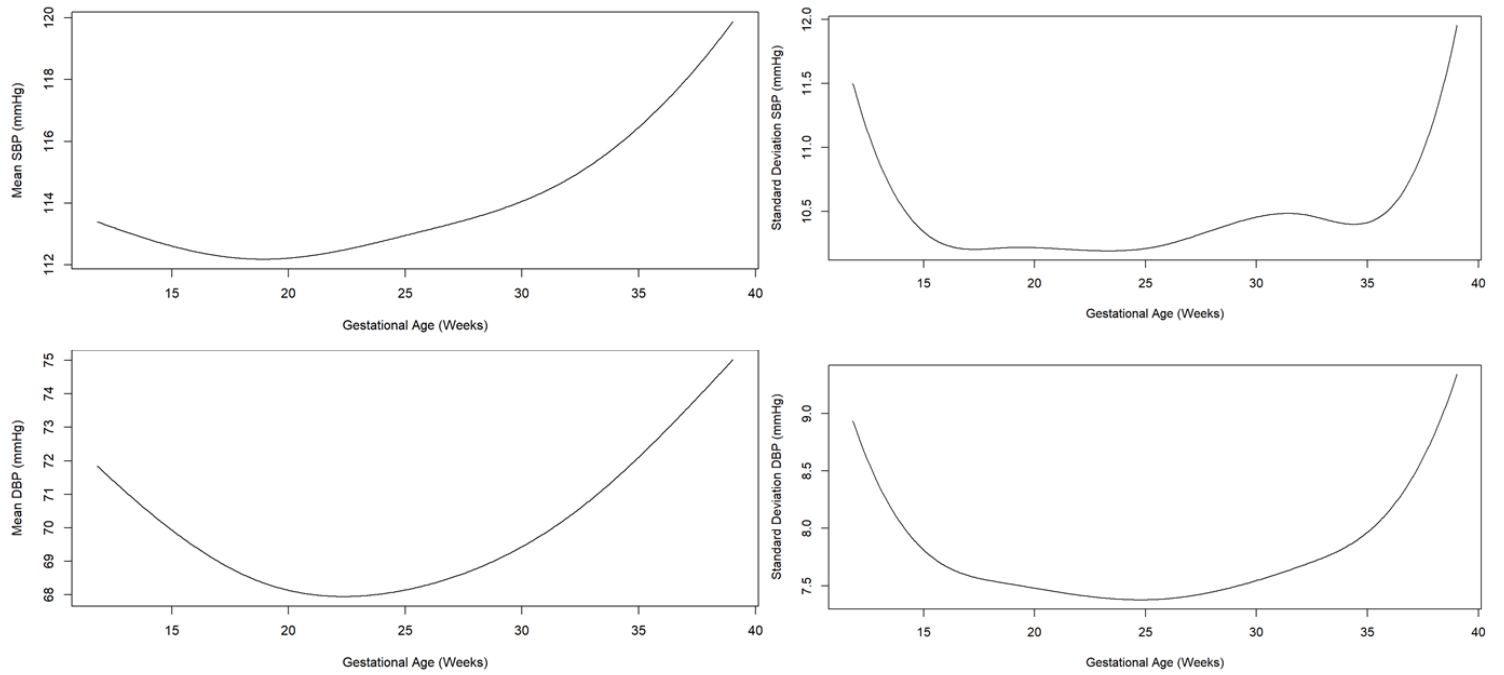 Mean SBP (mmHg)
120
118
116
114
112
15 20 25 30 35 40
Gestational Age (Weeks)
Standard Deviation SBP (mmHg)
12.0
11.5
11.0
10.5
15 20 25 30 35 40
Gestational Age (Weeks)
Mean DBP (mmHg)
75
74
73
72
71
70
69
68
15 20 25 30 35 40
Gestational Age (Weeks)
Standard Deviation DBP (mmHg)
9.0
8.5
8.0
7.5
15 20 25 30 35 40
Gestational Age (Weeks)